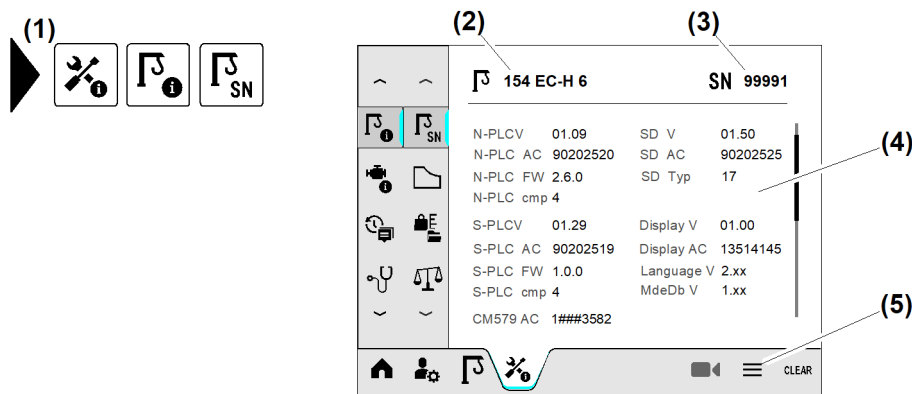 (1)
SN
(2)
(3)
154 EC-H 6
SN 99991
SN
N-PLCV 01.09 SD V 01.50
N-PLC AC 90202520 SD AC 90202525
N-PLC FW 2.6.0 SD Typ 17
N-PLC cmp 4
S-PLCV 01.29 Display V 01.00
S-PLC AC 90202519 Display AC 13514145
S-PLC FW 1.0.0 Language V 2.xx
S-PLC cmp 4 MdeDb V 1.xx
CM579 AC 1###3582
E
(4)
(5)
CLEAR